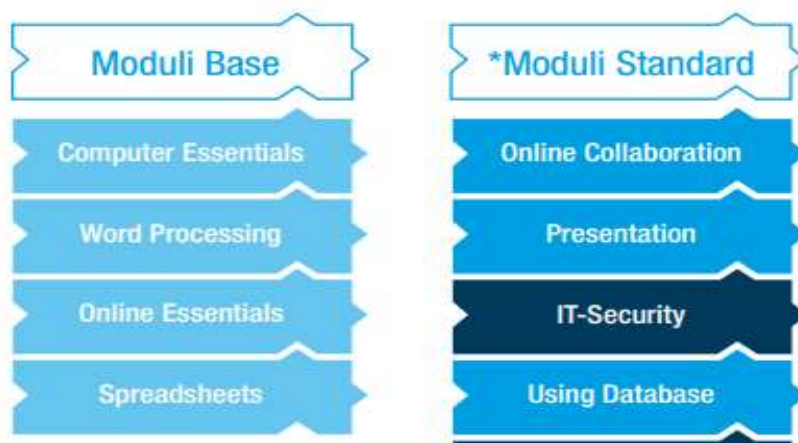 Moduli Base
Computer Essentials
Word Processing
Online Essentials
Spreadsheets
*Moduli Standard
Online Collaboration
Presentation
IT-Security
Using Database